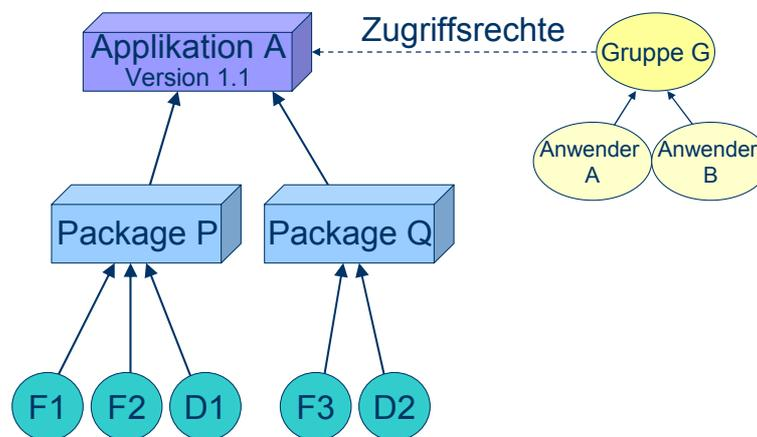 Applikation A
Version 1.1
Zugriffsrechte
Gruppe G
Anwender
A
Anwender
B
Package P
Package Q
F1
F2
D1
F3
D2